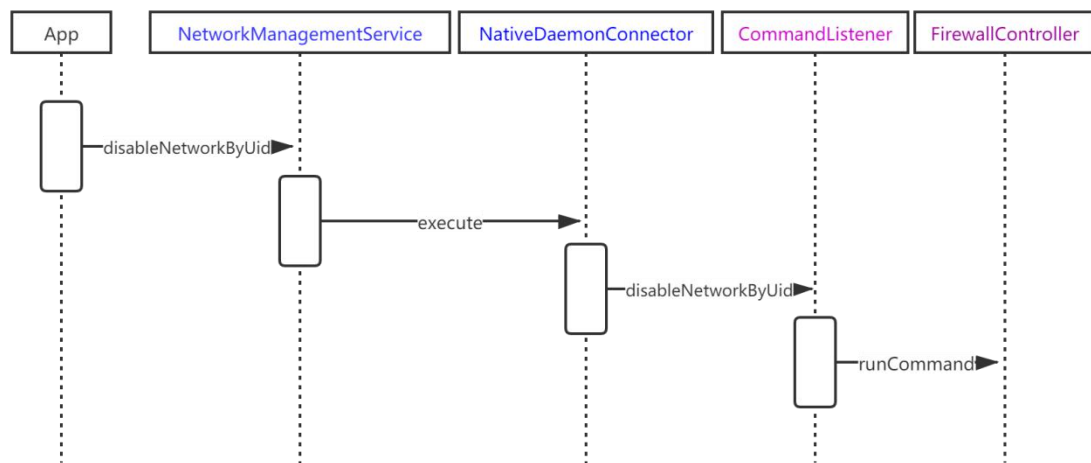 App
NetworkManagementService
NativeDaemonConnector
CommandListener
FirewallController
disableNetworkByUid
execute
disableNetworkByUid
runCommand